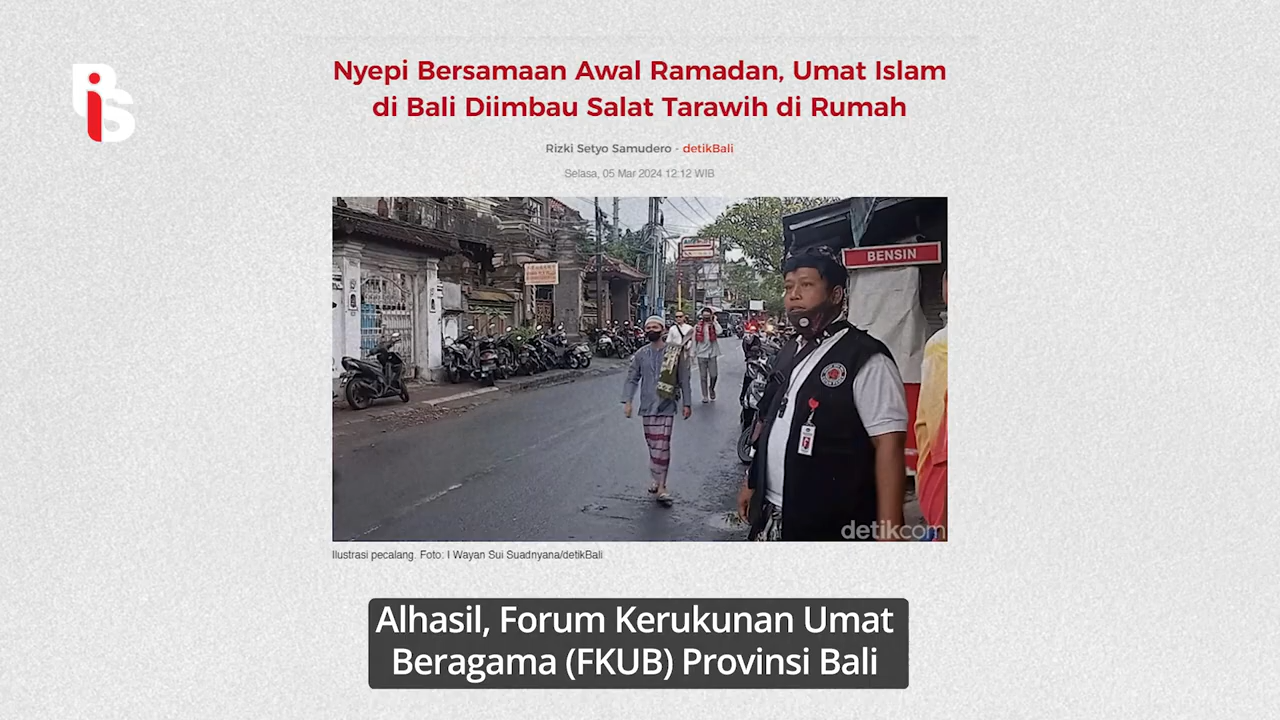 BiS
Nyepi Bersamaan Awal Ramadan, Umat Islam
di Bali Diimbau Salat Tarawih di Rumah
Rizki Setyo Samudero - detikBali
Selasa, 05 Mar 2024 12:12 WIB
BENSIN
detikcom
Ilustrasi pecalang. Foto: I Wayan Sui Suadnyana/detikBali
Alhasil, Forum Kerukunan Umat
Beragama (FKUB) Provinsi Bali